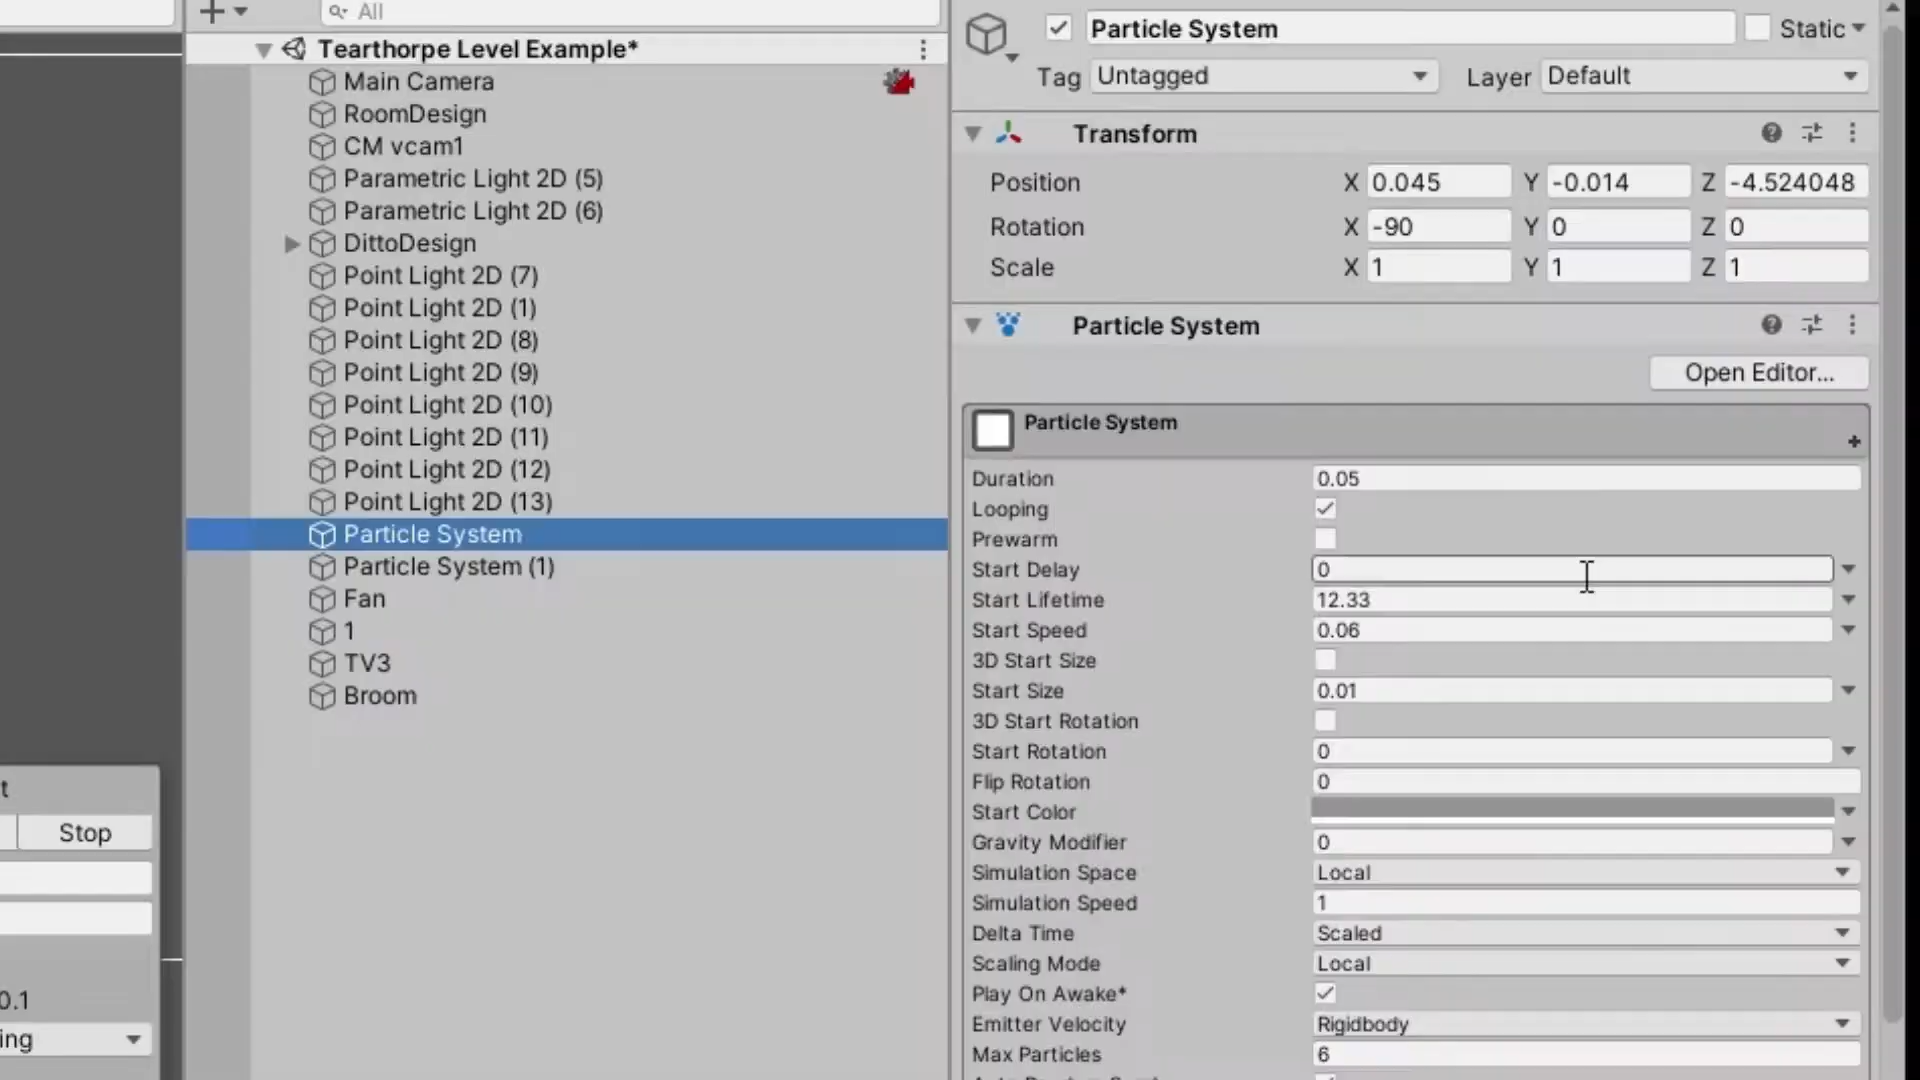 All
Tearthorpe Level Example*
Main Camera
RoomDesign
CM vcam1
Parametric Light 2D (5)
Parametric Light 2D (6)
DittoDesign
Point Light 2D (7)
Point Light 2D (1)
Point Light 2D (8)
Point Light 2D (9)
Point Light 2D (10)
Point Light 2D (11)
Point Light 2D (12)
Point Light 2D (13)
Particle System
Particle System (1)
Fan
1
TV3
Broom
t
Stop
0.1
ing
Particle System
Static
Tag Untagged Layer Default
Transform
Position X 0.045 Y -0.014 Z -4.524048
Rotation X -90 Y 0 Z 0
Scale X 1 Y 1 Z 1
Particle System
Open Editor...
Particle System
Duration 0.05
Looping
Prewarm
Start Delay 0
Start Lifetime 12.33
Start Speed 0.06
3D Start Size
Start Size 0.01
3D Start Rotation
Start Rotation 0
Flip Rotation 0
Start Color
Gravity Modifier 0
Simulation Space Local
Simulation Speed 1
Delta Time Scaled
Scaling Mode Local
Play On Awake*
Emitter Velocity Rigidbody
Max Particles 6